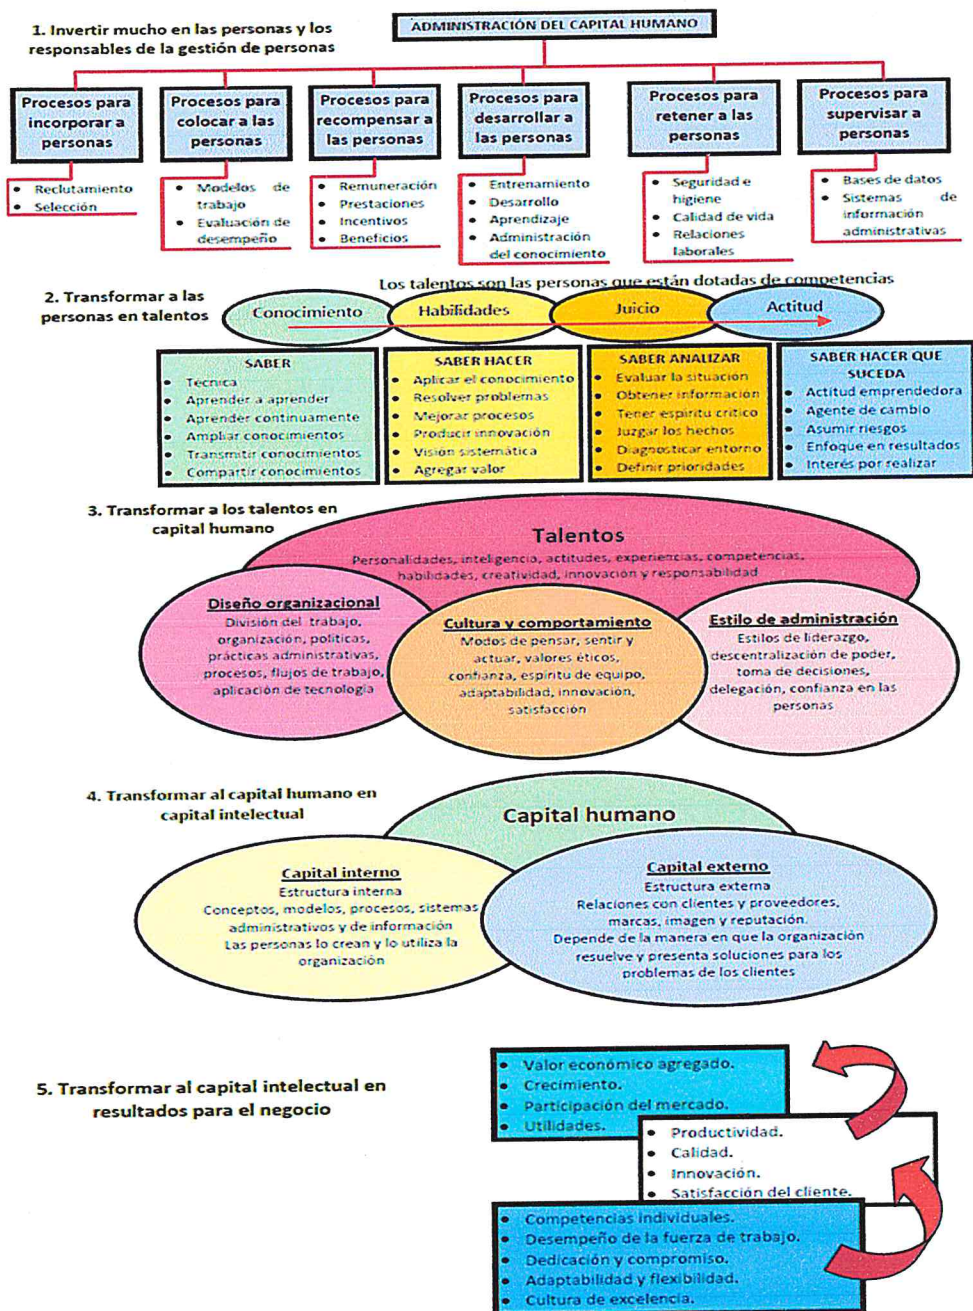 ADMINISTRACIÓN DEL CAPITAL HUMANO
1. Invertir mucho en las personas y los
responsables de la gestión de personas
Procesos para
incorporar a
personas
• Reclutamiento
• Selección
Procesos para
colocar a las
personas
• Modelos de
trabajo
• Evaluación de
desempeño
Procesos para
recompensar a
las personas
• Remuneración
• Prestaciones
• Incentivos
• Beneficios
Procesos para
desarrollar a
las personas
• Entrenamiento
• Desarrollo
• Aprendizaje
• Administración
del conocimiento
Procesos para
retener a las
personas
• Seguridad e
higiene
• Calidad de vida
• Relaciones
laborales
Procesos para
supervisar a
personas
• Bases de datos
• Sistemas de
información
administrativas
2. Transformar a las
personas en talentos
Los talentos son las personas que están dotadas de competencias
Conocimiento
Habilidades
Juicio
Actitud
SABER
• Técnica
• Aprender a aprender
• Aprender continuamente
• Ampliar conocimientos
• Transmitir conocimientos
• Compartir conocimientos
SABER HACER
• Aplicar el conocimiento
• Resolver problemas
• Mejorar procesos
• Producir innovación
• Visión sistemática
• Agregar valor
SABER ANALIZAR
• Evaluar la situación
• Obtener información
• Tener espíritu crítico
• Juzgar los hechos
• Diagnosticar entorno
• Definir prioridades
SABER HACER QUE
SUCEDA
• Actitud emprendedora
• Agente de cambio
• Asumir riesgos
• Enfoque en resultados
• Interés por realizar
3. Transformar a los talentos en
capital humano
Talentos
Personalidades, inteligencia, actitudes, experiencias, competencias,
habilidades, creatividad, innovación y responsabilidad
Diseño organizacional
División del trabajo,
organización, políticas,
prácticas administrativas,
procesos, flujos de trabajo,
aplicación de tecnología
Cultura y comportamiento
Modos de pensar, sentir y
actuar, valores éticos,
confianza, espíritu de equipo,
adaptabilidad, innovación,
satisfacción
Estilo de administración
Estilos de liderazgo,
descentralización de poder,
toma de decisiones,
delegación, confianza en las
personas
4. Transformar al capital humano en
capital intelectual
Capital humano
Capital interno
Estructura interna
Conceptos, modelos, procesos, sistemas
administrativos y de información
Las personas lo crean y lo utiliza la
organización
Capital externo
Estructura externa
Relaciones con clientes y proveedores,
marcas, imagen y reputación.
Depende de la manera en que la organización
resuelve y presenta soluciones para los
problemas de los clientes
5. Transformar al capital intelectual en
resultados para el negocio
• Valor económico agregado.
• Crecimiento.
• Participación del mercado.
• Utilidades.
• Productividad.
• Calidad.
• Innovación.
• Satisfacción del cliente.
• Competencias individuales.
• Desempeño de la fuerza de trabajo.
• Dedicación y compromiso.
• Adaptabilidad y flexibilidad.
• Cultura de excelencia.